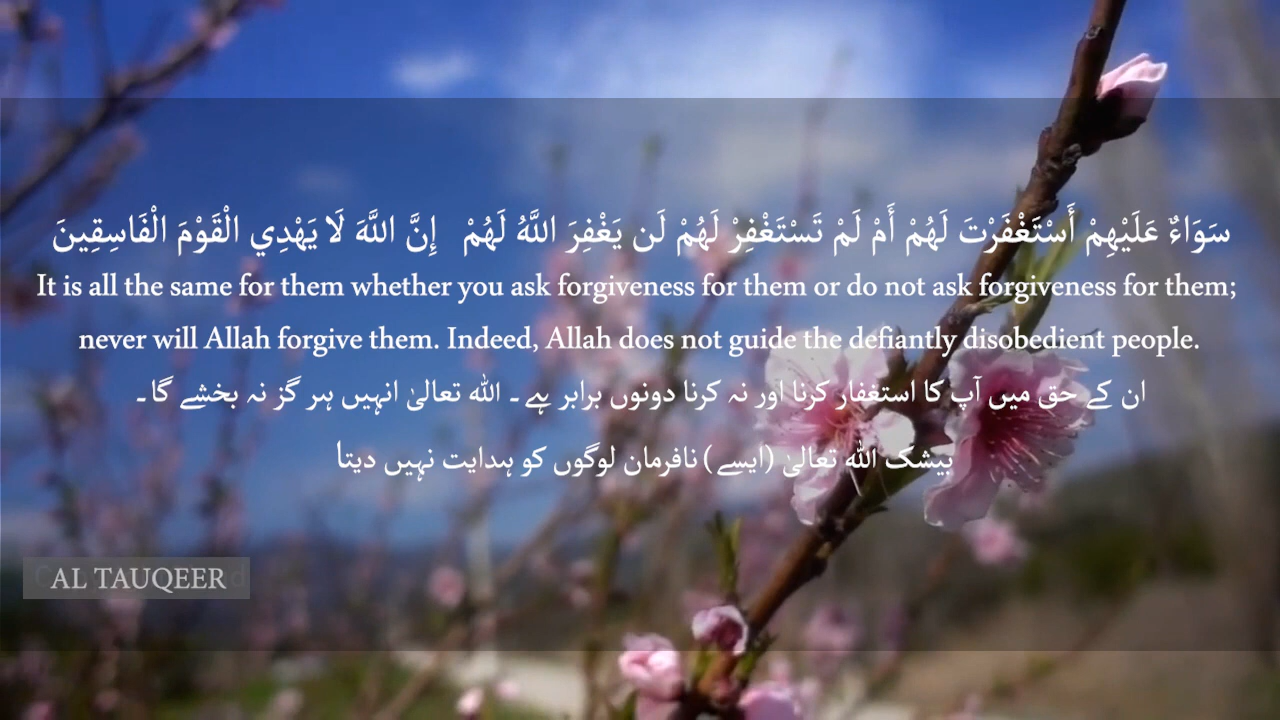 سَوَاءٌ عَلَيْهِمْ أَسْتَغْفَرْتَ لَهُمْ أَمْ لَمْ تَسْتَغْفِرْ لَهُمْ لَن يَغْفِرَ اللَّهُ لَهُمْ إِنَّ اللَّهَ لَا يَهْدِي الْقَوْمَ الْفَاسِقِينَ
It is all the same for them whether you ask forgiveness for them or do not ask forgiveness for them;
never will Allah forgive them. Indeed, Allah does not guide the defiantly disobedient people.
ان کے حق میں آپ کا استغفار کرنا اور نہ کرنا دونوں برابر ہے۔ اللہ تعالیٰ انہیں ہر گز نہ بخشے گا۔
بیشک اللہ تعالیٰ (ایسے) نافرمان لوگوں کو ہدایت نہیں دیتا
AL TAUQEER